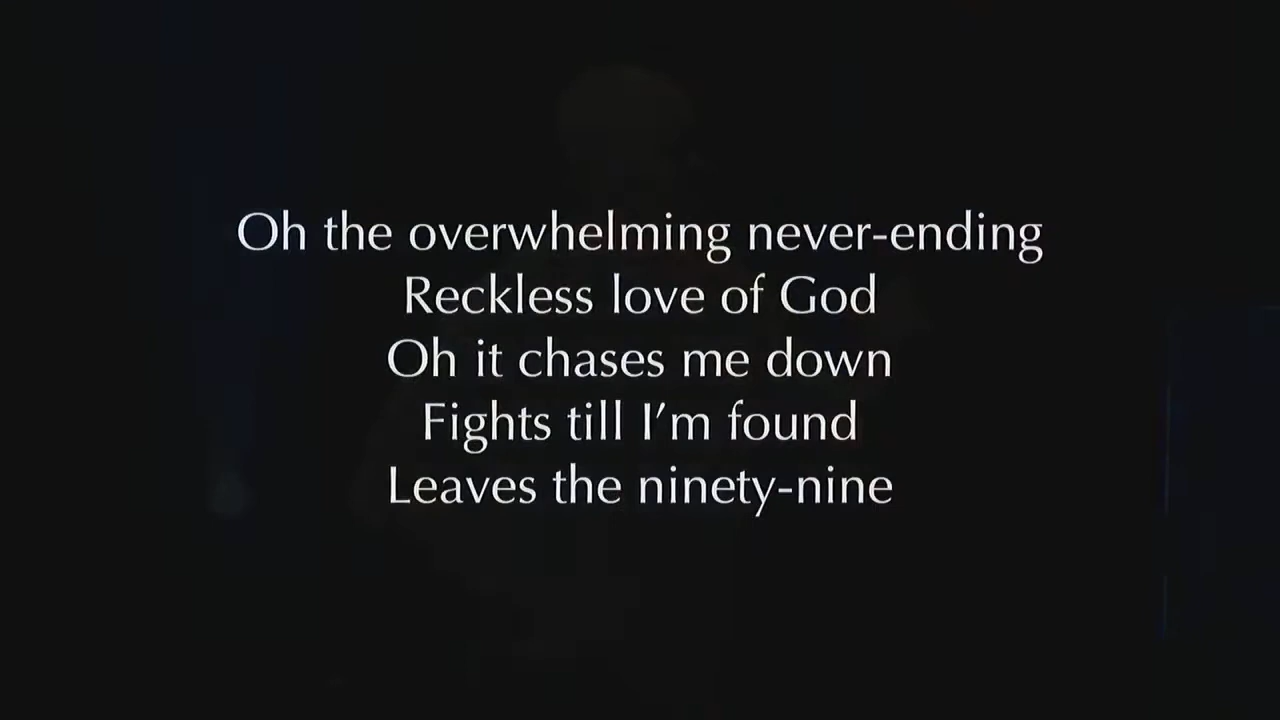 Oh the overwhelming never-ending
Reckless love of God
Oh it chases me down
Fights till I’m found
Leaves the ninety-nine